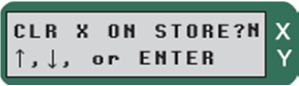 CLR X ON STORE?N X
↑,↓, or ENTER Y